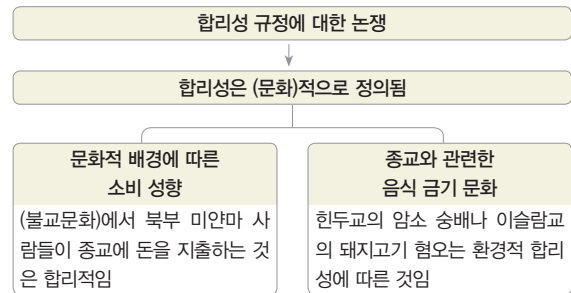 합리성 규정에 대한 논쟁
합리성은 (문화)적으로 정의됨
문화적 배경에 따른
소비 성향
(불교문화)에서 북부 미얀마 사
람들이 종교에 돈을 지출하는 것
은 합리적임
종교와 관련한
음식 금기 문화
힌두교의 암소 숭배나 이슬람교
의 돼지고기 혐오는 환경적 합리
성에 따른 것임